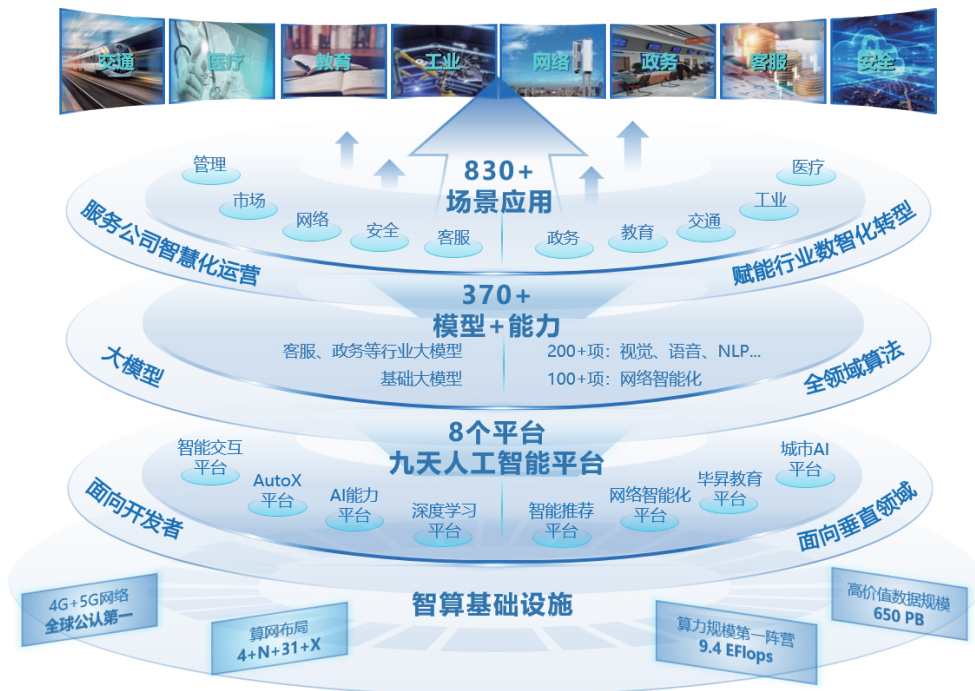 交通
医疗
教育
工业
网络
政务
客服
安全
830+
场景应用
管理
市场
网络
安全
客服
政务
教育
交通
工业
医疗
服务公司智慧化运营
赋能行业数智化转型
370+
模型+能力
客服、政务等行业大模型
基础大模型
200+项：视觉、语音、NLP...
100+项：网络智能化
大模型
全领域算法
8个平台
九天人工智能平台
智能交互
平台
AutoX
平台
AI能力
平台
深度学习
平台
智能推荐
平台
网络智能化
平台
毕昇教育
平台
城市AI
平台
面向开发者
面向垂直领域
智算基础设施
4G+5G网络
全球公认第一
算网布局
4+N+31+X
算力规模第一阵营
9.4 EFlops
高价值数据规模
650 PB